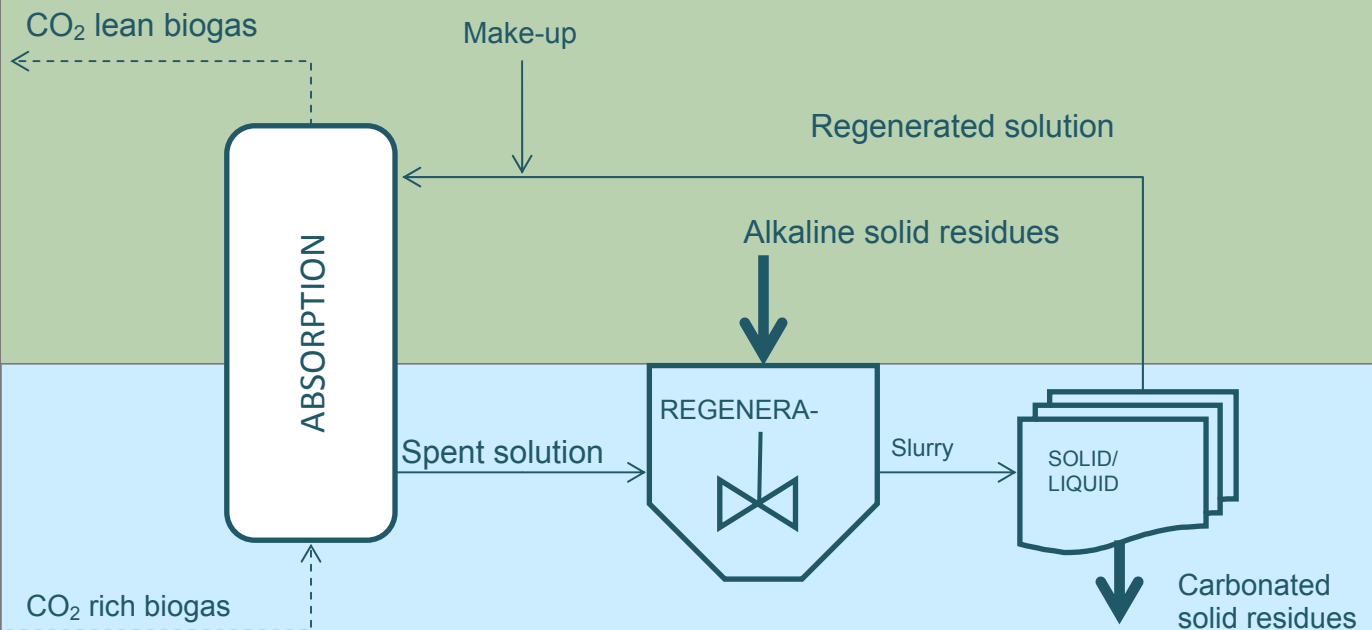 CO₂ lean biogas
Make-up
Regenerated solution
Alkaline solid residues
ABSORPTION
REGENERA-
Spent solution
Slurry
SOLID/
LIQUID
CO₂ rich biogas
Carbonated
solid residues